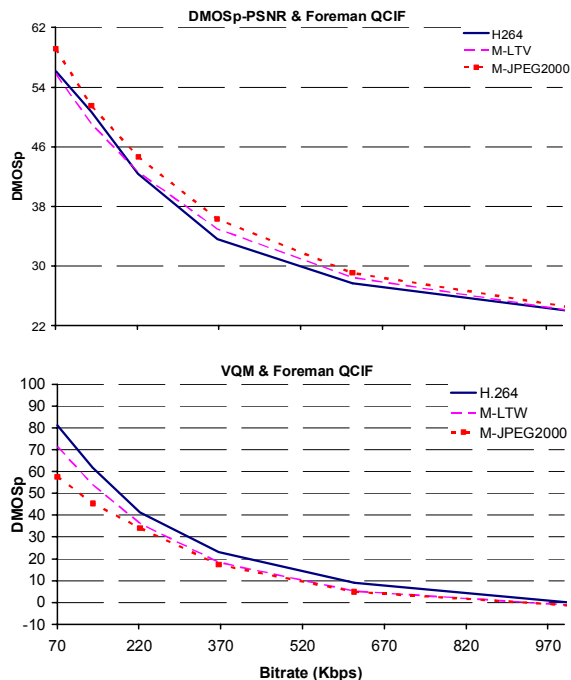 DMOSp-PSNR & Foreman QCIF
62
54
46
38
30
22
DMOSp
H264
M-LTV
M-JPEG2000
VQM & Foreman QCIF
100
90
80
70
60
50
40
30
20
10
0
-10
DMOSp
H.264
M-LTW
M-JPEG2000
70 220 370 520 670 820 970
Bitrate (Kbps)